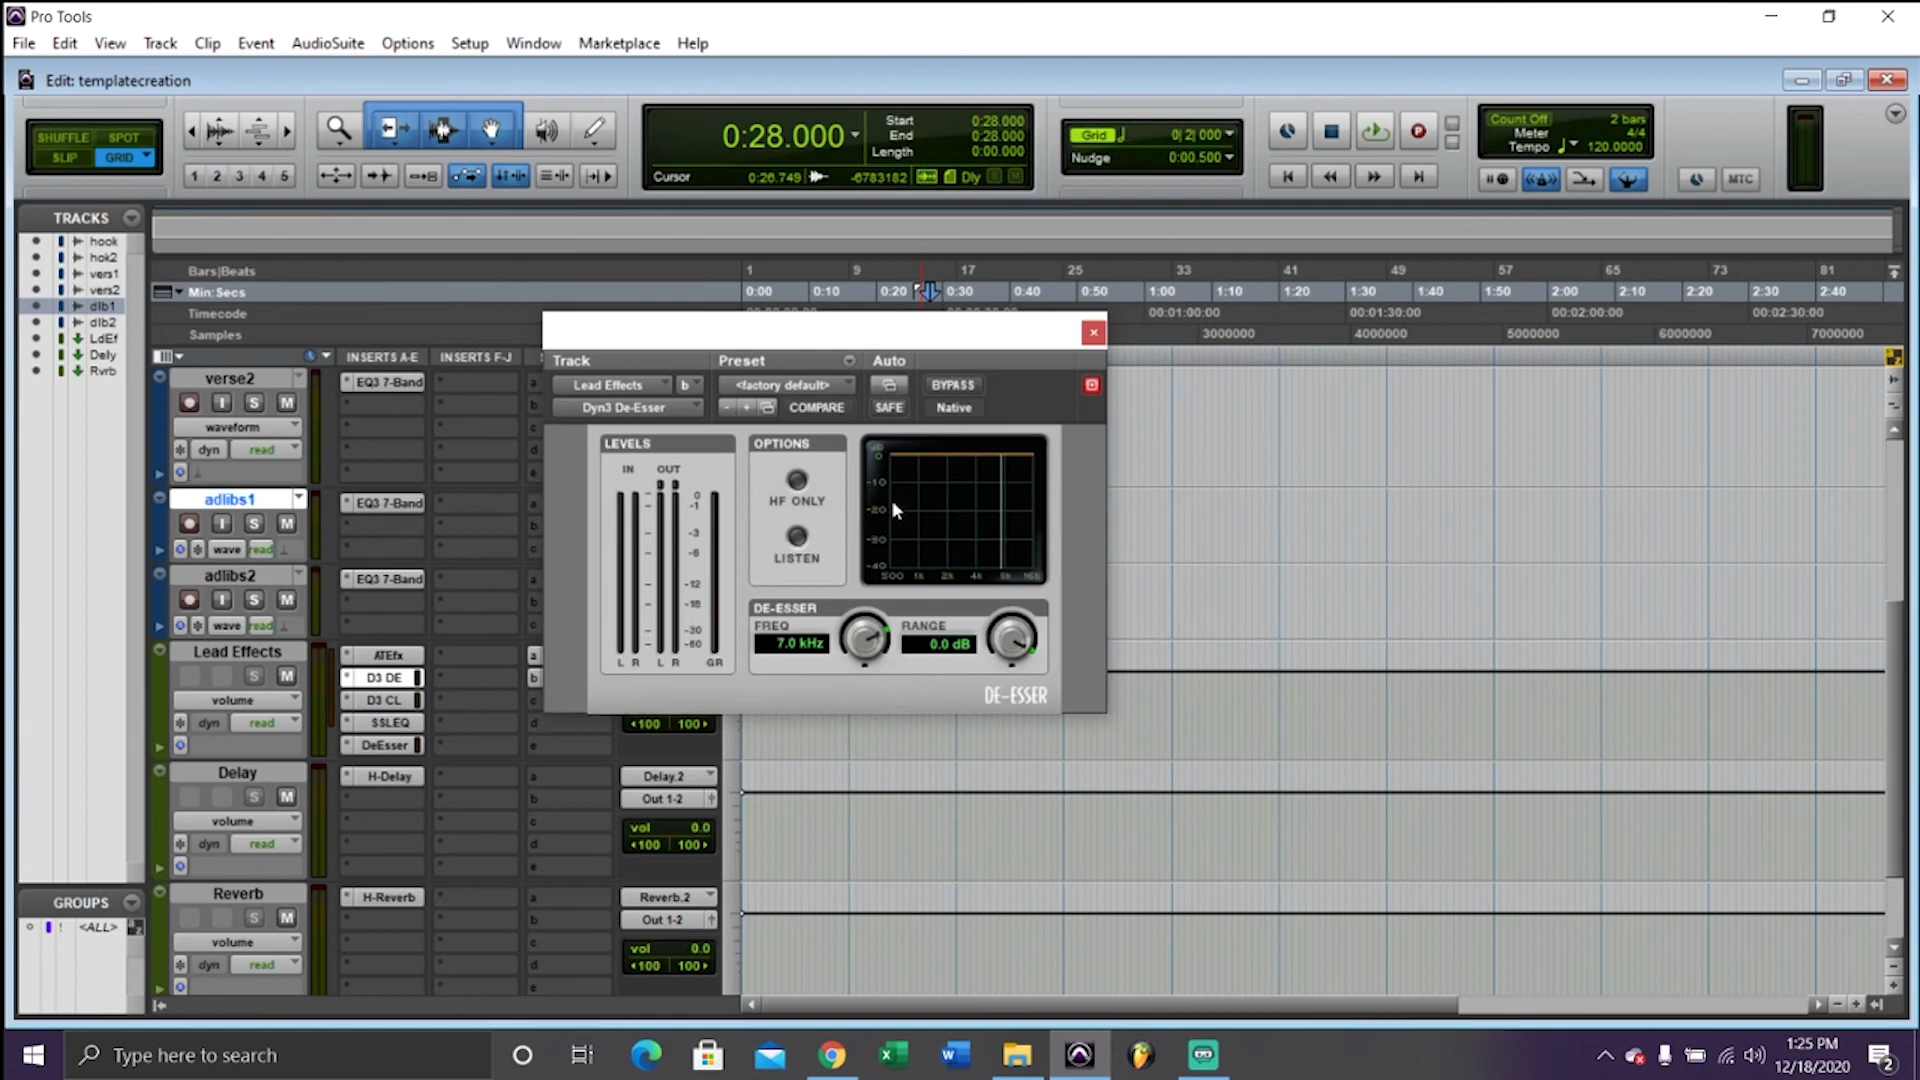 Pro Tools
File Edit View Track Clip Event AudioSuite Options Setup Window Marketplace Help
Edit: templatecreation
SHUFFLE SPOT
SLIP GRID
1 2 3 4 5
0:28.000
Start 0:28.000
End 0:28.000
Length 0:00.000
Cursor 0:26.749 -6783182 Dly
Grid 0| 2| 000
Nudge 0:00.500
Count Off 2 bars
Meter 4/4
Tempo 120.0000
MTC
TRACKS
hook
hok2
vers1
vers2
dlb1
dlb2
LdEf
Dely
Rvrb
GROUPS
! <ALL>
Bars|Beats 1 9 17 25 33 41 49 57 65 73 81
Min:Secs 0:00 0:10 0:20 0:30 0:40 0:50 1:00 1:10 1:20 1:30 1:40 1:50 2:00 2:10 2:20 2:30 2:40
Timecode 00:01:00:00 00:01:30:00 00:02:00:00 00:02:30:00
Samples 3000000 4000000 5000000 6000000 7000000
INSERTS A-E INSERTS F-J
verse2 EQ3 7-Band
I S M
waveform
dyn read
adlibs1 EQ3 7-Band
I S M
wave read
adlibs2 EQ3 7-Band
I S M
wave read
Lead Effects ATEfx a
S M D3 DE b
volume D3 CL
dyn read SSLEQ d
100 100
DeEsser e
Delay H-Delay a Delay.2
S M b Out 1-2
volume c vol 0.0
dyn read d 100 100
e
Reverb H-Reverb a Reverb.2
S M b Out 1-2
volume c vol 0.0
dyn read d 100 100
e
Track Preset Auto
Lead Effects b <factory default> BYPASS
Dyn3 De-Esser - + COMPARE SAFE Native
LEVELS
IN OUT
0
-1
-3
-6
-12
-18
-30
-60
L R L R GR
OPTIONS
HF ONLY
LISTEN
0
-10
-20
-30
-40
500 1k 2k 4k 8k 16k
DE-ESSER
FREQ 7.0 kHz
RANGE 0.0 dB
DE-ESSER
Type here to search
1:25 PM
12/18/2020
2